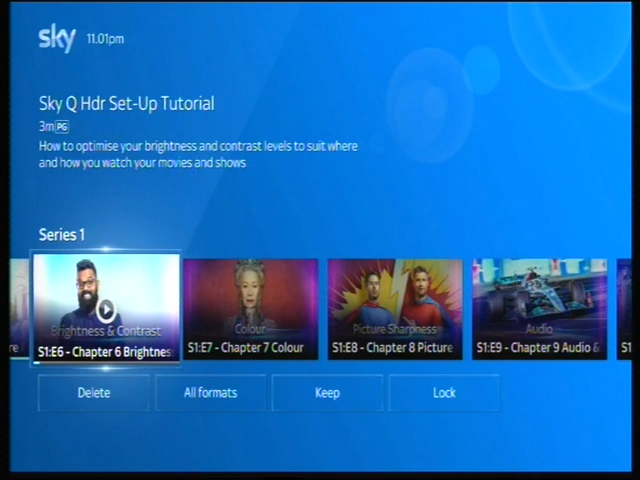 sky 11.01pm
Sky Q Hdr Set-Up Tutorial
3m PG
How to optimise your brightness and contrast levels to suit where
and how you watch your movies and shows
Series 1
Brightness & Contrast
Colour
Picture Sharpness
Audio
re
S1:E6 - Chapter 6 Brightnes
S1:E7 - Chapter 7 Colour
S1:E8 - Chapter 8 Picture
S1:E9 - Chapter 9 Audio &
S1
Delete
All formats
Keep
Lock